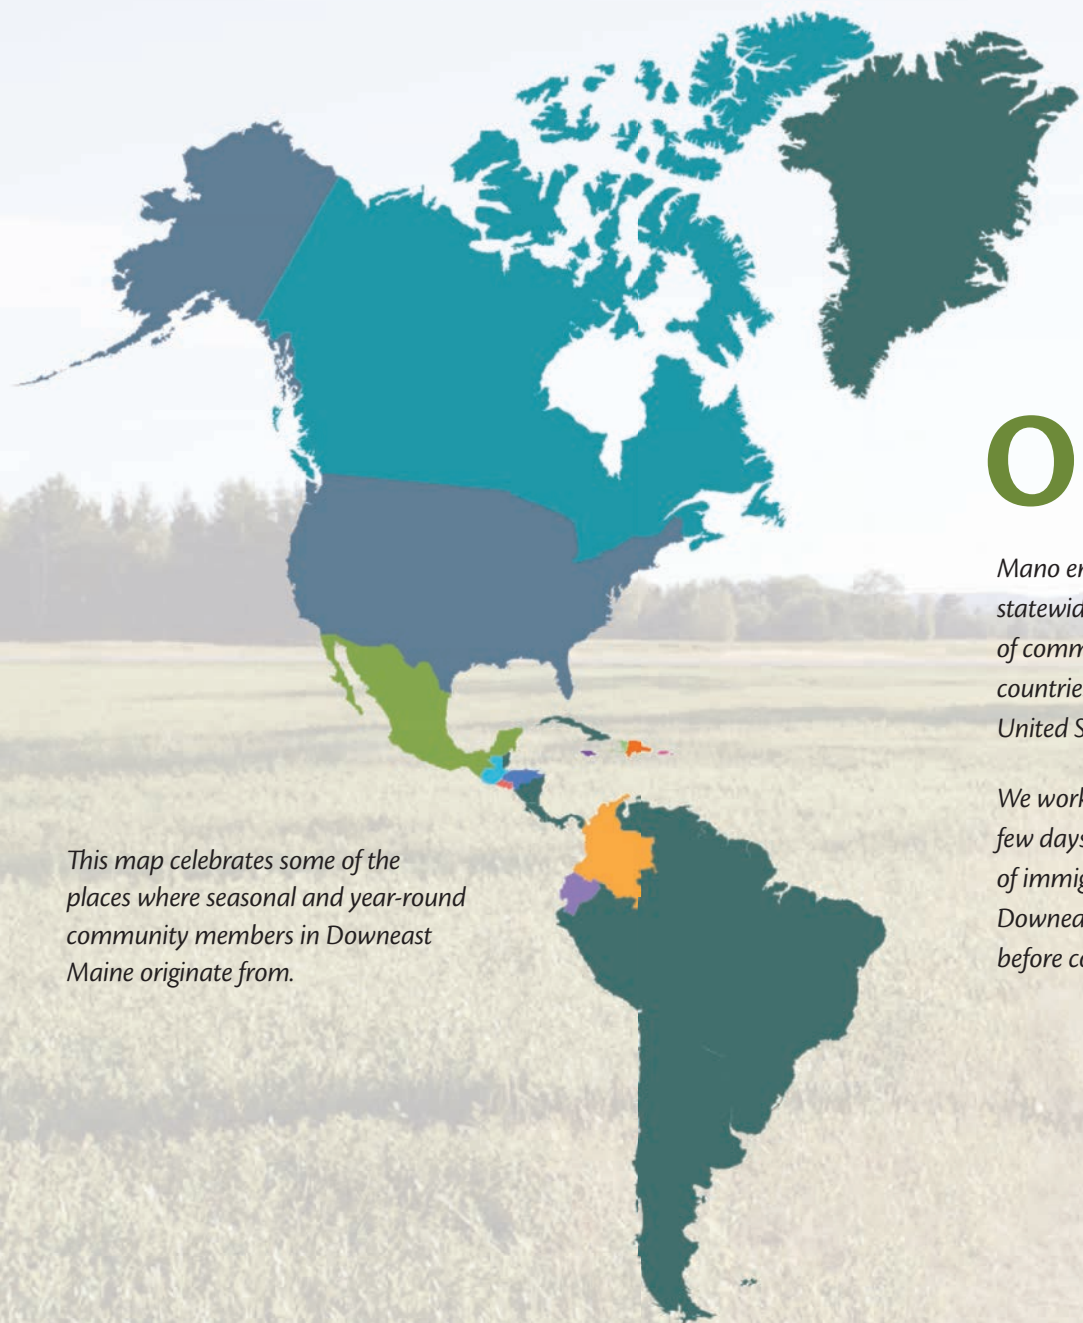 O
Mano en
statewid
of comm
countrie
United S
We work
few days
of immig
Downea
before co
This map celebrates some of the
places where seasonal and year-round
community members in Downeast
Maine originate from.